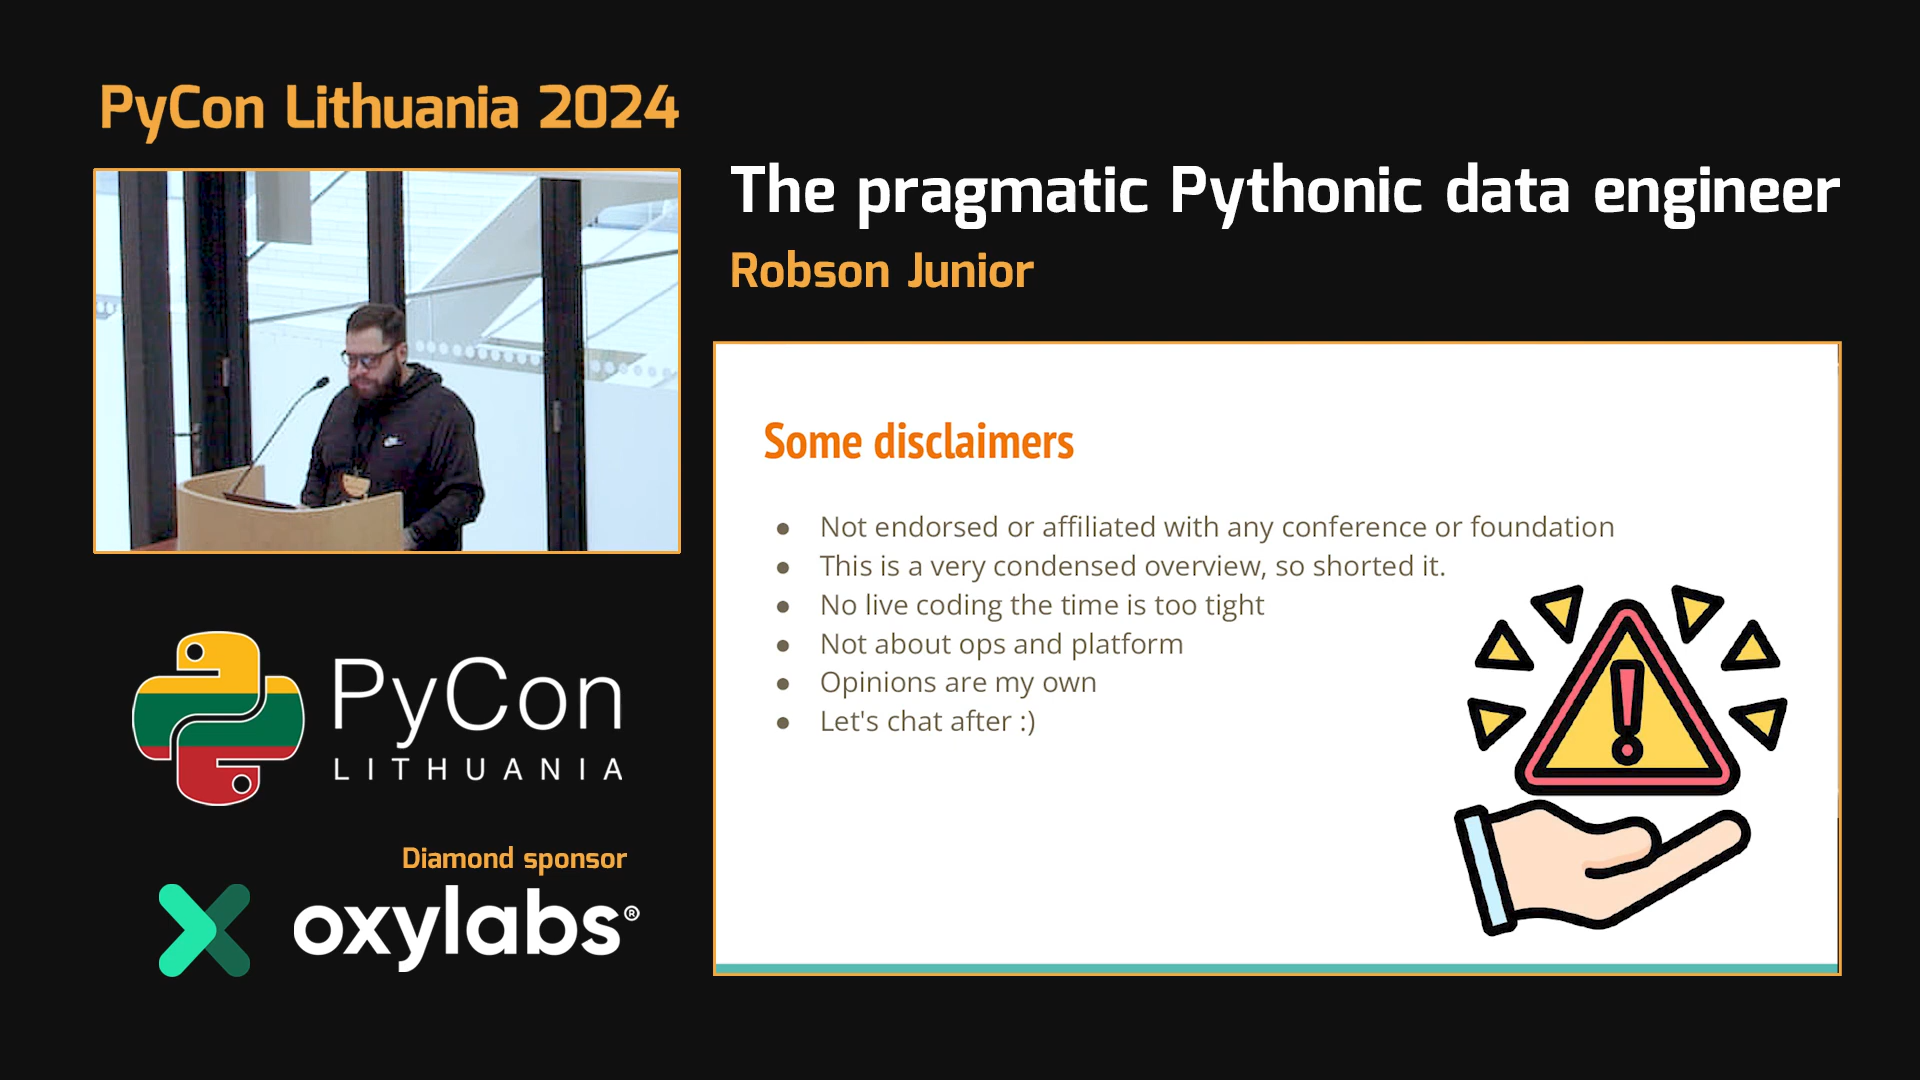 PyCon Lithuania 2024
The pragmatic Pythonic data engineer
Robson Junior
Some disclaimers
● Not endorsed or affiliated with any conference or foundation
● This is a very condensed overview, so shorted it.
● No live coding the time is too tight
● Not about ops and platform
● Opinions are my own
● Let's chat after :)
PyCon
LITHUANIA
Diamond sponsor
oxylabs®